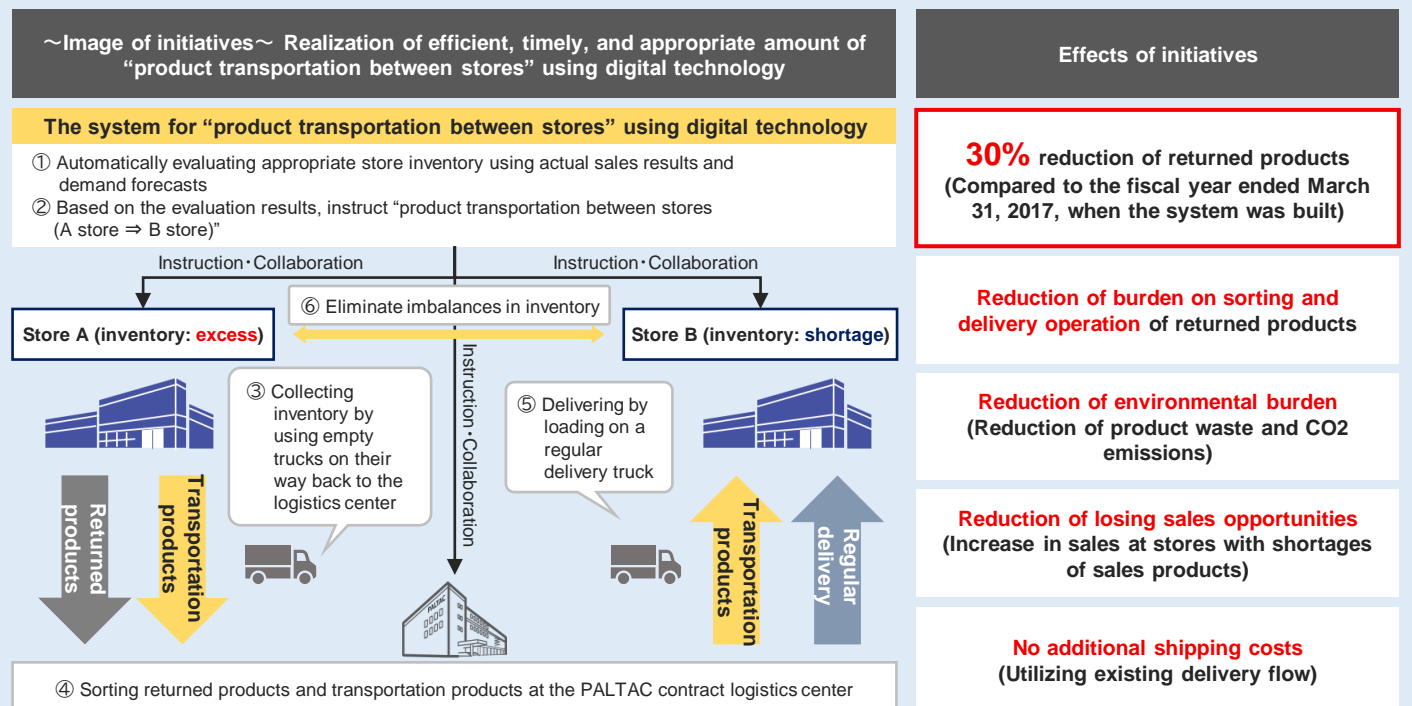 ～Image of initiatives～ Realization of efficient, timely, and appropriate amount of
“product transportation between stores” using digital technology
The system for “product transportation between stores” using digital technology
① Automatically evaluating appropriate store inventory using actual sales results and
demand forecasts
② Based on the evaluation results, instruct “product transportation between stores
(A store ⇒ B store)”
Instruction･Collaboration
Instruction･Collaboration
⑥ Eliminate imbalances in inventory
Store A (inventory: excess)
Store B (inventory: shortage)
Instruction･Collaboration
③ Collecting
inventory by
using empty
trucks on their
way back to the
logistics center
⑤ Delivering by
loading on a
regular
delivery truck
Returned
products
Transportation
products
PALTAC
Transportation
products
Regular
delivery
④ Sorting returned products and transportation products at the PALTAC contract logistics center
Effects of initiatives
30% reduction of returned products
(Compared to the fiscal year ended March
31, 2017, when the system was built)
Reduction of burden on sorting and
delivery operation of returned products
Reduction of environmental burden
(Reduction of product waste and CO2
emissions)
Reduction of losing sales opportunities
(Increase in sales at stores with shortages
of sales products)
No additional shipping costs
(Utilizing existing delivery flow)